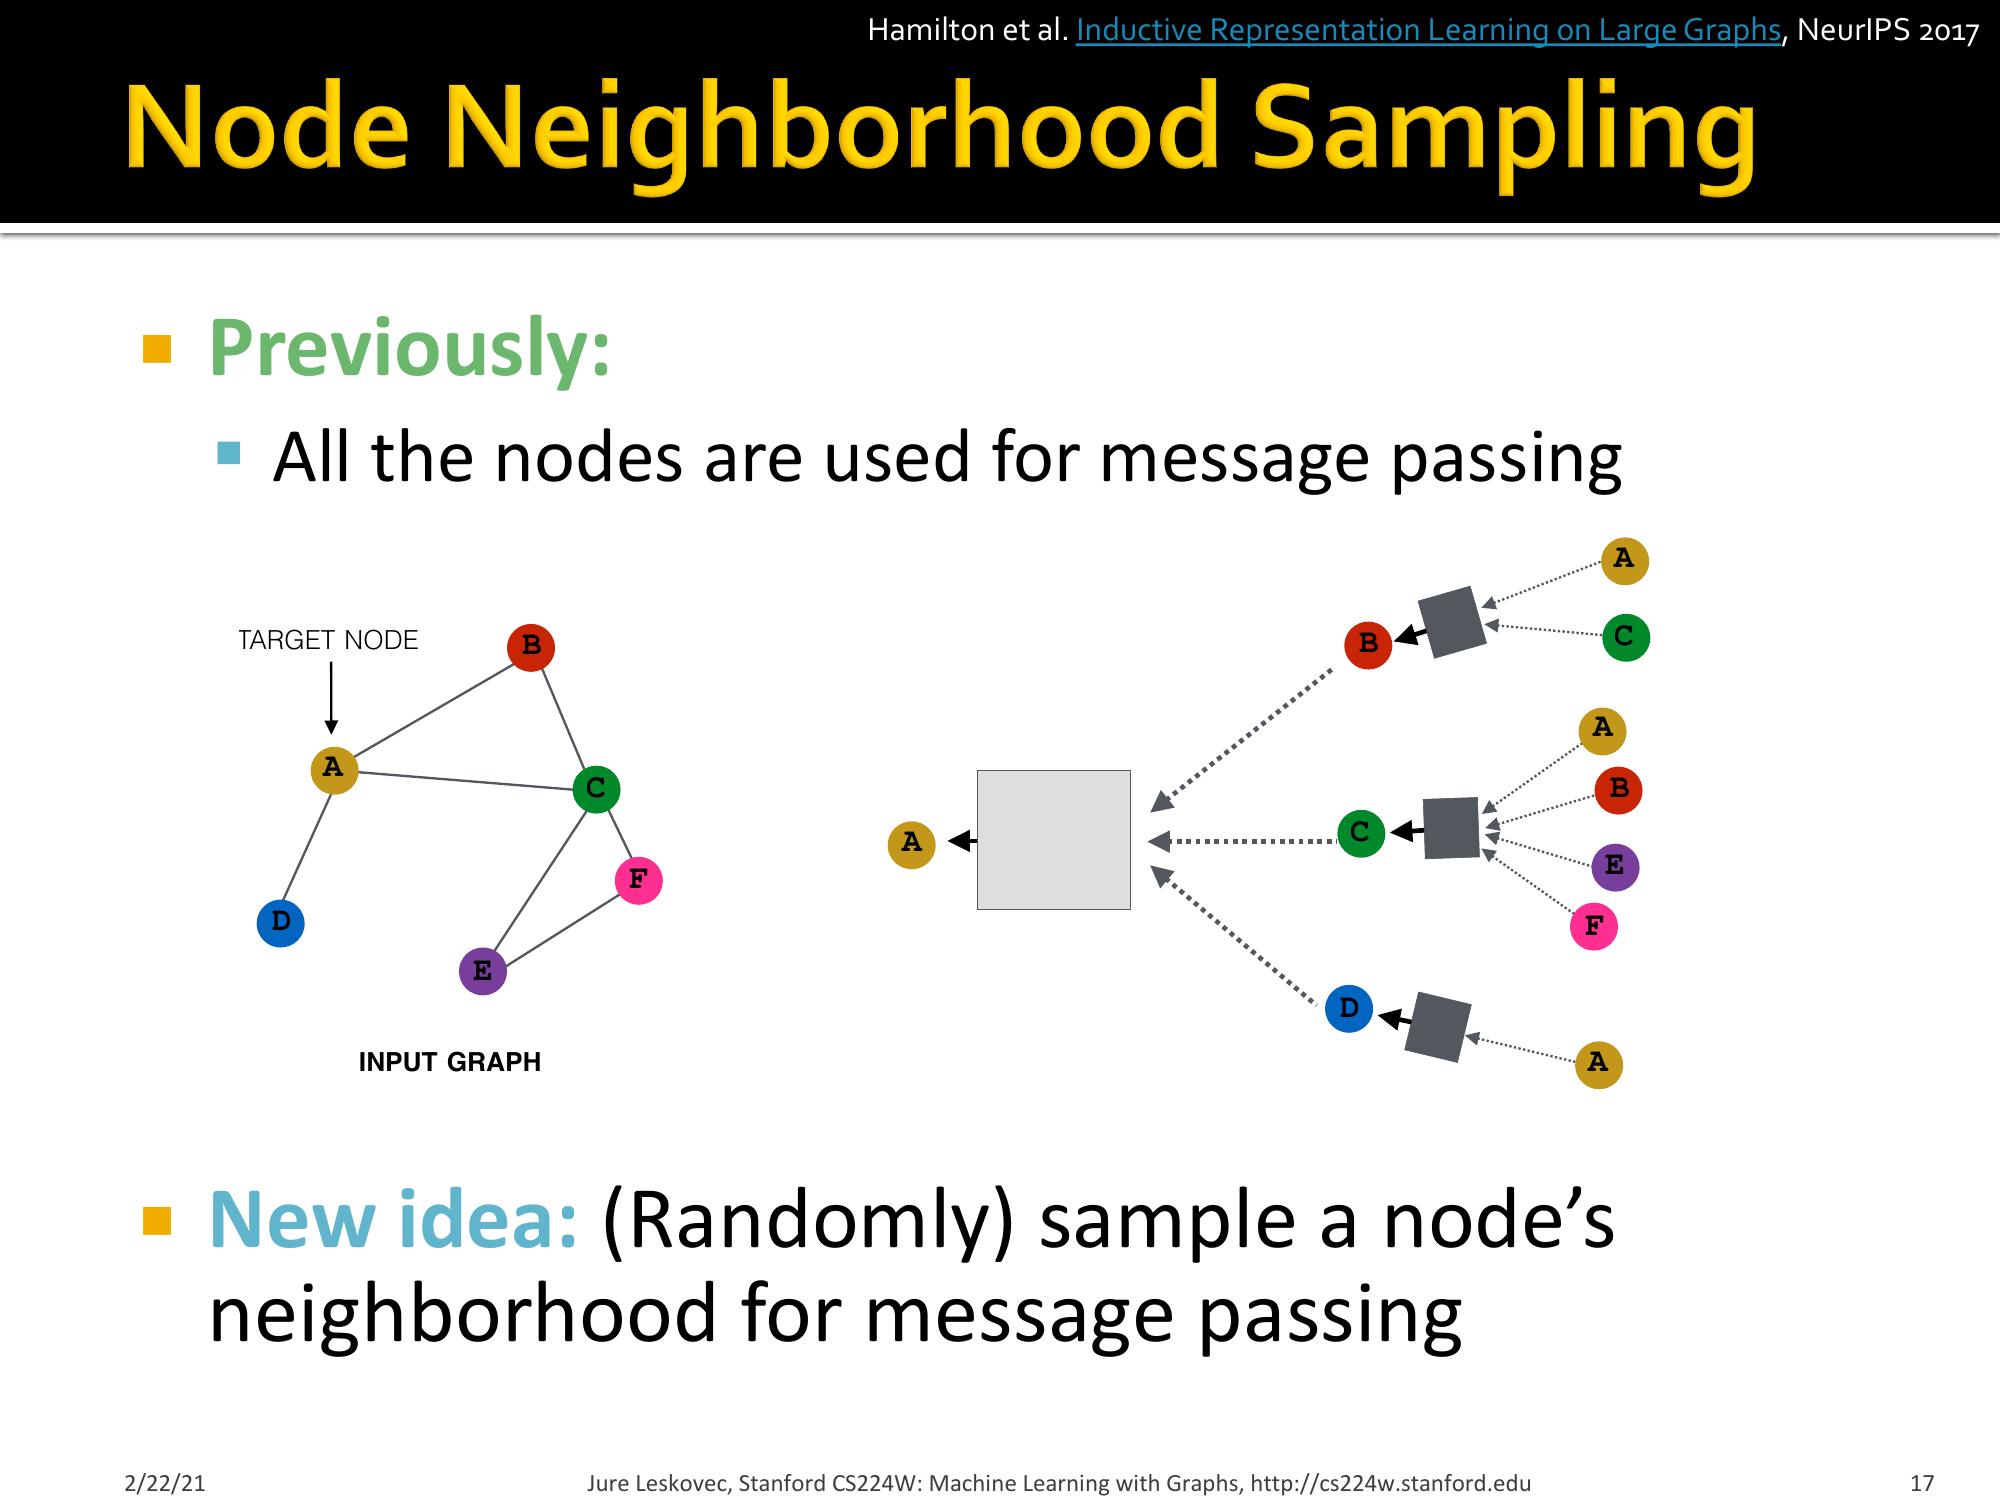 Hamilton et al. Inductive Representation Learning on Large Graphs, NeurIPS 2017
Node Neighborhood Sampling
Previously:
All the nodes are used for message passing
TARGET NODE
B
A
C
F
D
E
INPUT GRAPH
A
B
C
D
A
C
A
B
E
F
A
New idea: (Randomly) sample a node’s
neighborhood for message passing
2/22/21
Jure Leskovec, Stanford CS224W: Machine Learning with Graphs, http://cs224w.stanford.edu
17